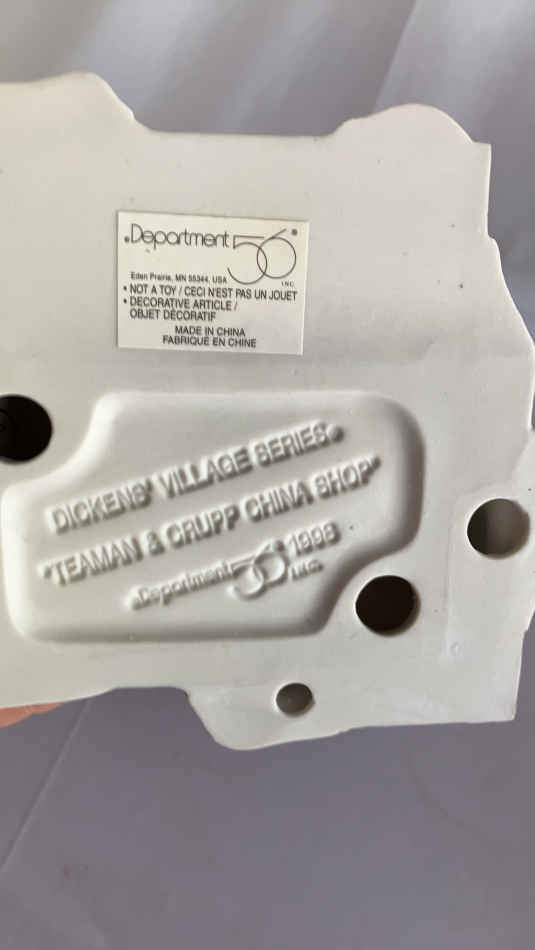 Department 56®
INC
Eden Prairie, MN 55344, USA
• NOT A TOY / CECI N'EST PAS UN JOUET
• DECORATIVE ARTICLE /
OBJET DÉCORATIF
MADE IN CHINA
FABRIQUÉ EN CHINE
DICKENS' VILLAGE SERIES®
"TEAMAN & CRUPP CHINA SHOP"
Department 56® 1998
INC.